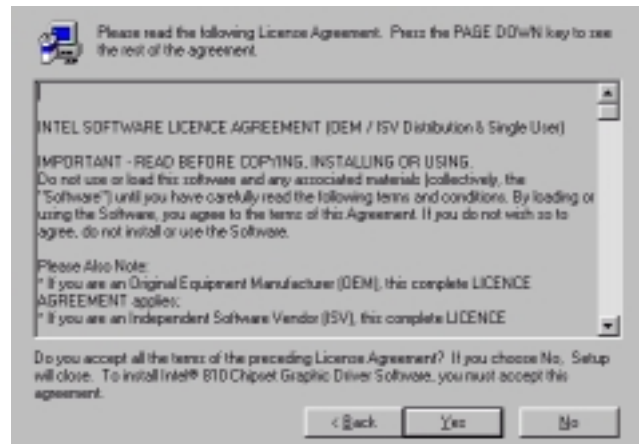 Please read the following License Agreement. Press the PAGE DOWN key to see
the rest of the agreement.
INTEL SOFTWARE LICENCE AGREEMENT (OEM / ISV Distribution & Single User)
IMPORTANT - READ BEFORE COPYING, INSTALLING OR USING.
Do not use or load this software and any associated materials (collectively, the
"Software") until you have carefully read the following terms and conditions. By loading or
using the Software, you agree to the terms of this Agreement. If you do not wish so to
agree, do not install or use the Software.
Please Also Note:
* If you are an Original Equipment Manufacturer (OEM), this complete LICENCE
AGREEMENT applies;
* If you are an Independent Software Vendor (ISV), this complete LICENCE
Do you accept all the terms of the preceding License Agreement? If you choose No, Setup
will close. To install Intel® 810 Chipset Graphic Driver Software, you must accept this
agreement.
< Back
Yes
No